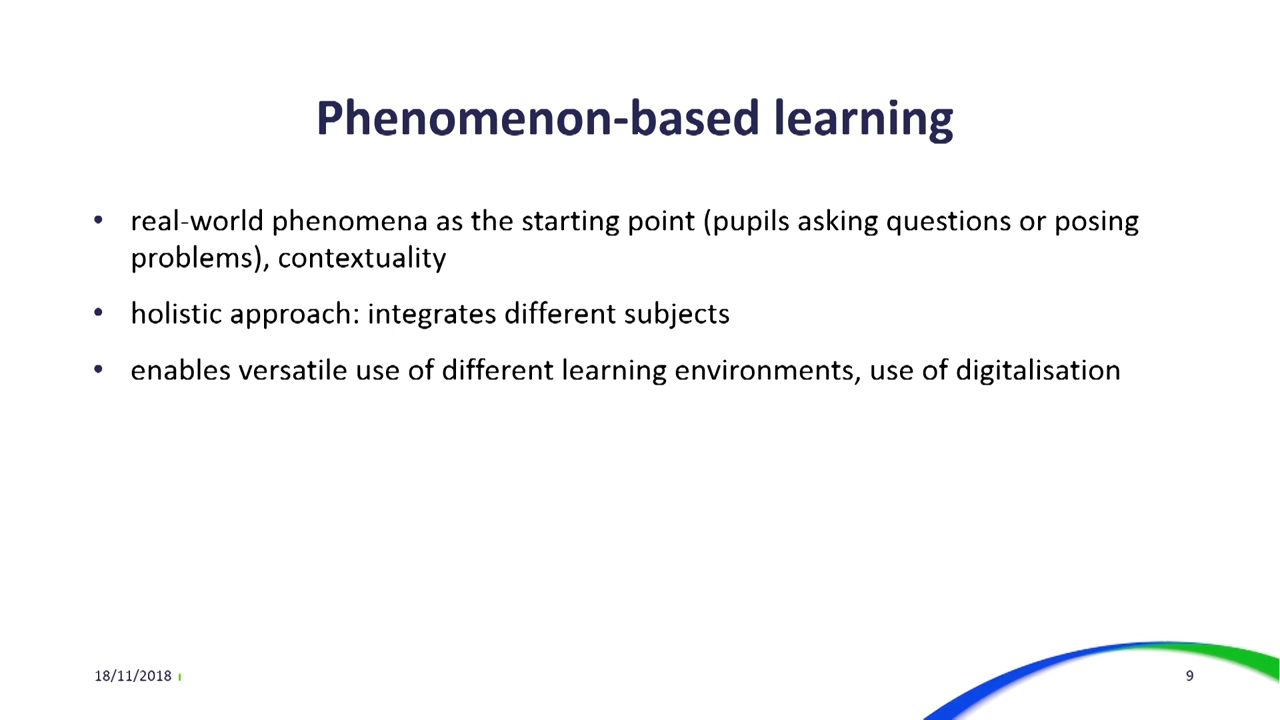 Phenomenon-based learning
• real-world phenomena as the starting point (pupils asking questions or posing
problems), contextuality
• holistic approach: integrates different subjects
• enables versatile use of different learning environments, use of digitalisation
18/11/2018
9